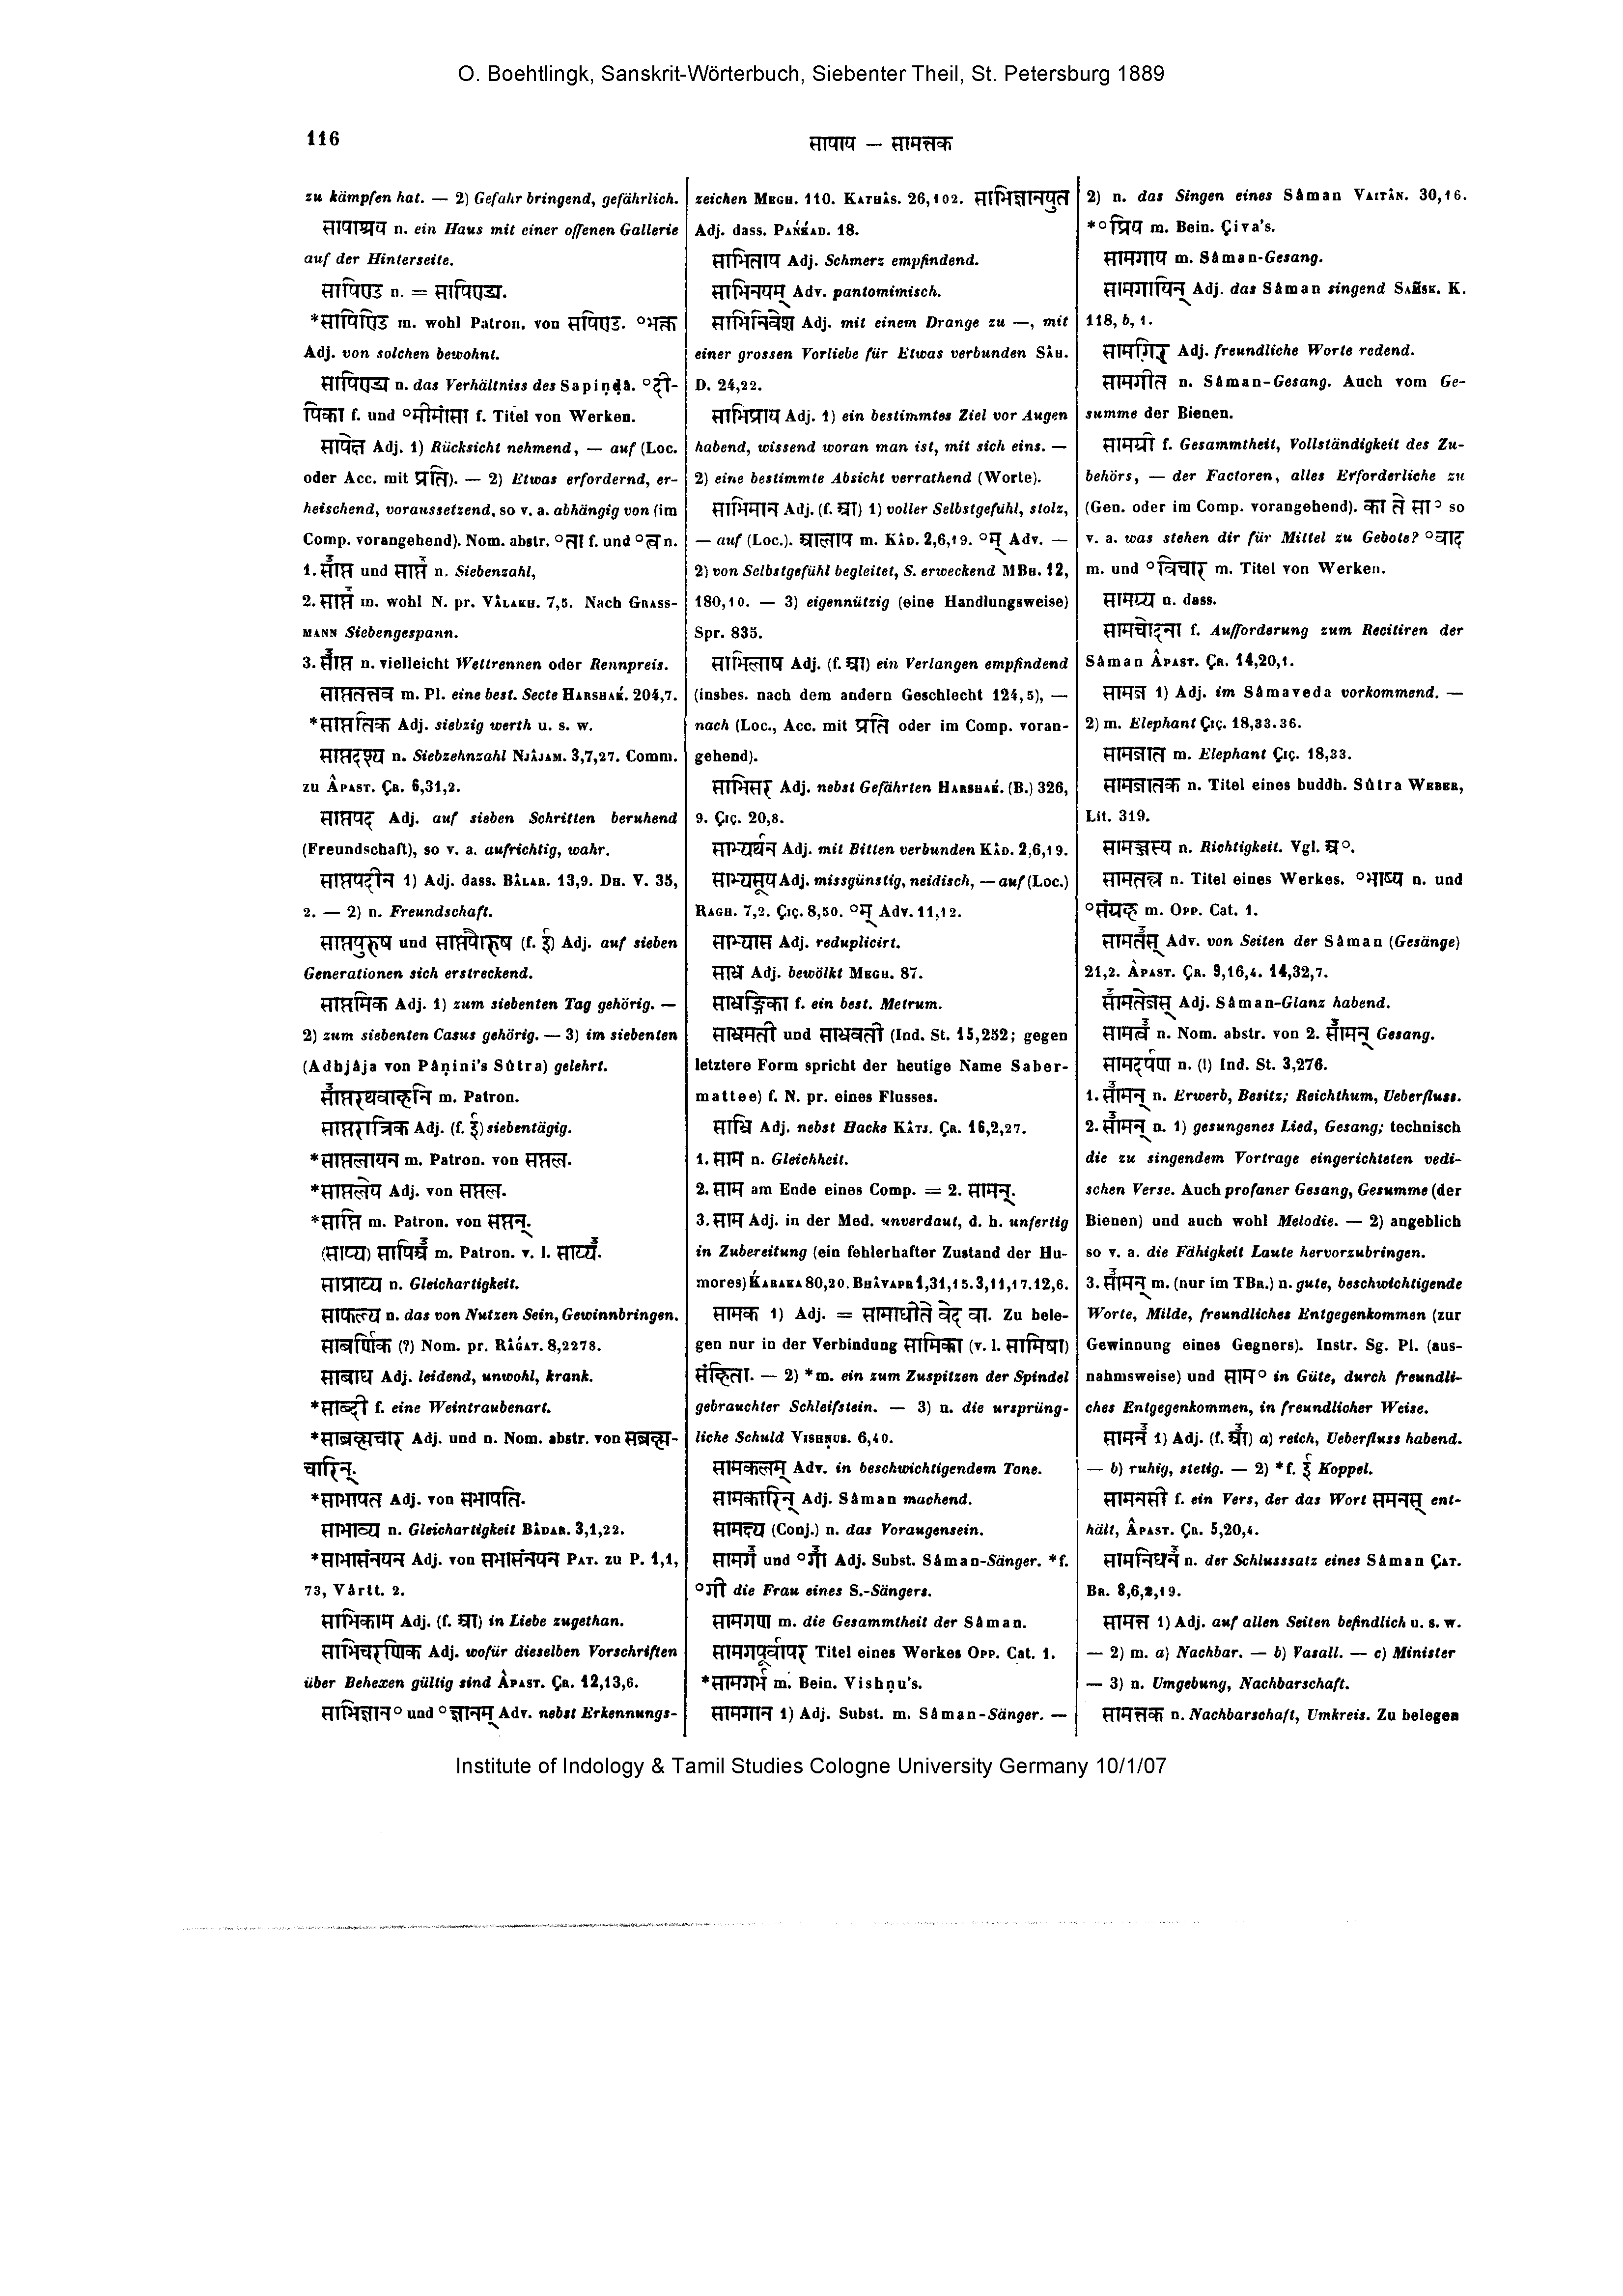 O. Boehtlingk, Sanskrit-Wörterbuch, Siebenter Theil, St. Petersburg 1889
116
सापाय — सामन्तक
zu kämpfen hat. — 2) Gefahr bringend, gefährlich.
सापाश्रय n. ein Haus mit einer offenen Gallerie
auf der Hinterseite.
सापिण्ड n. = सापिण्ड्य.
*सापिण्डि m. wohl Patron. von सपिण्ड. °भक्त
Adj. von solchen bewohnt.
सापिण्ड्य n. das Verhältniss des Sapiṇḍa. °दी-
पिका f. und °मीमांसा f. Titel von Werken.
सापेक्ष Adj. 1) Rücksicht nehmend, — auf (Loc.
oder Acc. mit प्रति). — 2) Etwas erfordernd, er-
heischend, voraussetzend, so v. a. abhängig von (im
Comp. vorangehend). Nom. abstr. °ता f. und °त्व n.
1. साप्त und साप्त n. Siebenzahl,
2. साप्त m. wohl N. pr. Vâlakh. 7,5. Nach Grass-
mann Siebengespann.
3. साप्त n. vielleicht Wettrennen oder Rennpreis.
साप्ततत्तव m. Pl. eine best. Secte Harshaḱ. 204,7.
*साप्ततिक Adj. siebzig werth u. s. w.
साप्तदश्य n. Siebzehnzahl Njâjam. 3,7,27. Comm.
zu Âpast. Çr. 6,31,2.
साप्तपद Adj. auf sieben Schritten beruhend
(Freundschaft), so v. a. aufrichtig, wahr.
साप्तपदीन 1) Adj. dass. Bâlar. 13,9. Dh. V. 35,
2. — 2) n. Freundschaft.
साप्तपुरुष und साप्तपौरुष (f. ई) Adj. auf sieben
Generationen sich erstreckend.
साप्तमिक Adj. 1) zum siebenten Tag gehörig. —
2) zum siebenten Casus gehörig. — 3) im siebenten
(Adhjâja von Pâṇini's Sûtra) gelehrt.
साप्तरथवाहनि m. Patron.
साप्तरात्रिक Adj. (f. ई) siebentägig.
*साप्तलायन m. Patron. von सप्तल.
*साप्तलेय Adj. von सप्तल.
*साप्ति m. Patron. von सप्तन्.
(साप्य) सापिर्अ m. Patron. v. l. साय्य.
साप्राय्य n. Gleichartigkeit.
साफल्य n. das von Nutzen Sein, Gewinnbringen.
साबर्णिक (?) Nom. pr. Râǵat. 8,2278.
साबाध Adj. leidend, unwohl, krank.
*साब्दी f. eine Weintraubenart.
*साब्रह्मचार Adj. und n. Nom. abstr. von सब्रह्म-
चारिन्.
*साभापत Adj. von सभापति.
साभाव्य n. Gleichartigkeit Bâdar. 3,1,22.
*साभासंनयन Adj. von सभासंनयन Pat. zu P. 1,1,
73, Vârtt. 2.
साभिकाम Adj. (f. आ) in Liebe zugethan.
साभिचरणिक Adj. wofür dieselben Vorschriften
über Behexen gültig sind Âpast. Çr. 12,13,6.
साभिज्ञान° und °ज्ञानम् Adv. nebst Erkennungs-
zeichen Megh. 110. Kathâs. 26,102. साभिज्ञानयुत
Adj. dass. Pańḱad. 18.
साभिताप Adj. Schmerz empfindend.
साभिनयम् Adv. pantomimisch.
साभिनिवेश Adj. mit einem Drange zu —, mit
einer grossen Vorliebe für Etwas verbunden Sâh.
D. 24,22.
साभिप्राय Adj. 1) ein bestimmtes Ziel vor Augen
habend, wissend woran man ist, mit sich eins. —
2) eine bestimmte Absicht verrathend (Worte).
साभिमान Adj. (f. आ) 1) voller Selbstgefühl, stolz,
— auf (Loc.). आलाप m. Kâd. 2,6,19. °म् Adv. —
2) von Selbstgefühl begleitet, S. erweckend MBh. 12,
180,10. — 3) eigennützig (eine Handlungsweise)
Spr. 835.
साभिलाष Adj. (f. आ) ein Verlangen empfindend
(insbes. nach dem andern Geschlecht 124,5), —
nach (Loc., Acc. mit प्रति oder im Comp. voran-
gehend).
साभिसर Adj. nebst Gefährten Harshaḱ. (B.) 326,
9. Çiç. 20,8.
साभ्यर्थन Adj. mit Bitten verbunden Kâd. 2,6,19.
साभ्यसूय Adj. missgünstig, neidisch, — auf (Loc.)
Ragh. 7,2. Çiç. 8,50. °म् Adv. 11,12.
साभ्यास Adj. reduplicirt.
साभ्र Adj. bewölkt Megh. 87.
साभ्रङ्गिका f. ein best. Metrum.
साभ्रमती und साभ्रवती (Ind. St. 15,252; gegen
letztere Form spricht der heutige Name Saber-
mattee) f. N. pr. eines Flusses.
साभ्रि Adj. nebst Hacke Kâtj. Çr. 16,2,27.
1. साम n. Gleichheit.
2. साम am Ende eines Comp. = 2. सामन्.
3. साम Adj. in der Med. unverdaut, d. h. unfertig
in Zubereitung (ein fehlerhafter Zustand der Hu-
mores) Ḱaraka 80,20. Bhâvapr 1,31,15. 3,11,17. 12,6.
सामक 1) Adj. = सामाधीते वेद वा. Zu bele-
gen nur in der Verbindung सामिका (v. l. सामिषा)
संहिता. — 2) *m. ein zum Zuspitzen der Spindel
gebrauchter Schleifstein. — 3) n. die ursprüng-
liche Schuld Vishṇus. 6,40.
सामकलम् Adv. in beschwichtigendem Tone.
सामकारिन् Adj. Sâman machend.
सामक्ष्य (Conj.) n. das Voraugensein.
सामग und °गा Adj. Subst. Sâman-Sänger. *f.
°गी die Frau eines S.-Sängers.
सामगण m. die Gesammtheit der Sâman.
सामगपूर्वापर Titel eines Werkes Opp. Cat. 1.
*सामगर्भ m. Bein. Vishṇu's.
सामगान 1) Adj. Subst. m. Sâman-Sänger. —
2) n. das Singen eines Sâman Vaitân. 30,16.
*°प्रिय m. Bein. Çiva's.
सामगाय m. Sâman-Gesang.
सामगायिन् Adj. das Sâman singend Saṃsk. K.
118, b, 1.
सामगिर् Adj. freundliche Worte redend.
सामगीत n. Sâman-Gesang. Auch vom Ge-
summe der Bienen.
सामग्री f. Gesammtheit, Vollständigkeit des Zu-
behörs, — der Factoren, alles Erforderliche zu
(Gen. oder im Comp. vorangehend). का ते सा° so
v. a. was stehen dir für Mittel zu Gebote? °वाद
m. und °विचार m. Titel von Werken.
सामग्र्य n. dass.
सामचोदना f. Aufforderung zum Recitiren der
Sâman Âpast. Çr. 14,20,1.
सामज 1) Adj. im Sâmaveda vorkommend. —
2) m. Elephant Çiç. 18,33.36.
सामजात m. Elephant Çiç. 18,33.
सामजातक n. Titel eines buddh. Sûtra Weber,
Lit. 319.
सामञ्जस्य n. Richtigkeit. Vgl. अ°.
सामतन्त्र n. Titel eines Werkes. °भाष्य n. und
°संग्रह m. Opp. Cat. 1.
सामतस् Adv. von Seiten der Sâman (Gesänge)
21,2. Âpast. Çr. 9,16,4. 14,32,7.
सामतेजस् Adj. Sâman-Glanz habend.
सामत्व n. Nom. abstr. von 2. सामन् Gesang.
सामदर्पण n. (!) Ind. St. 3,276.
1. सामन् n. Erwerb, Besitz; Reichthum, Ueberfluss.
2. सामन् n. 1) gesungenes Lied, Gesang; technisch
die zu singendem Vortrage eingerichteten vedi-
schen Verse. Auch profaner Gesang, Gesumme (der
Bienen) und auch wohl Melodie. — 2) angeblich
so v. a. die Fähigkeit Laute hervorzubringen.
3. सामन् m. (nur im TBr.) n. gute, beschwichtigende
Worte, Milde, freundliches Entgegenkommen (zur
Gewinnung eines Gegners). Instr. Sg. Pl. (aus-
nahmsweise) und साम° in Güte, durch freundli-
ches Entgegenkommen, in freundlicher Weise.
सामन 1) Adj. (f. आ) a) reich, Ueberfluss habend.
— b) ruhig, stetig. — 2) *f. ई Koppel.
सामनसी f. ein Vers, der das Wort समनस् ent-
hält, Âpast. Çr. 5,20,4.
सामनिधन n. der Schlusssatz eines Sâman Çat.
Br. 8,6,2,19.
सामन्त 1) Adj. auf allen Seiten befindlich u. s. w.
— 2) m. a) Nachbar. — b) Vasall. — c) Minister
— 3) n. Umgebung, Nachbarschaft.
सामन्तक n. Nachbarschaft, Umkreis. Zu belegen
Institute of Indology & Tamil Studies Cologne University Germany 10/1/07